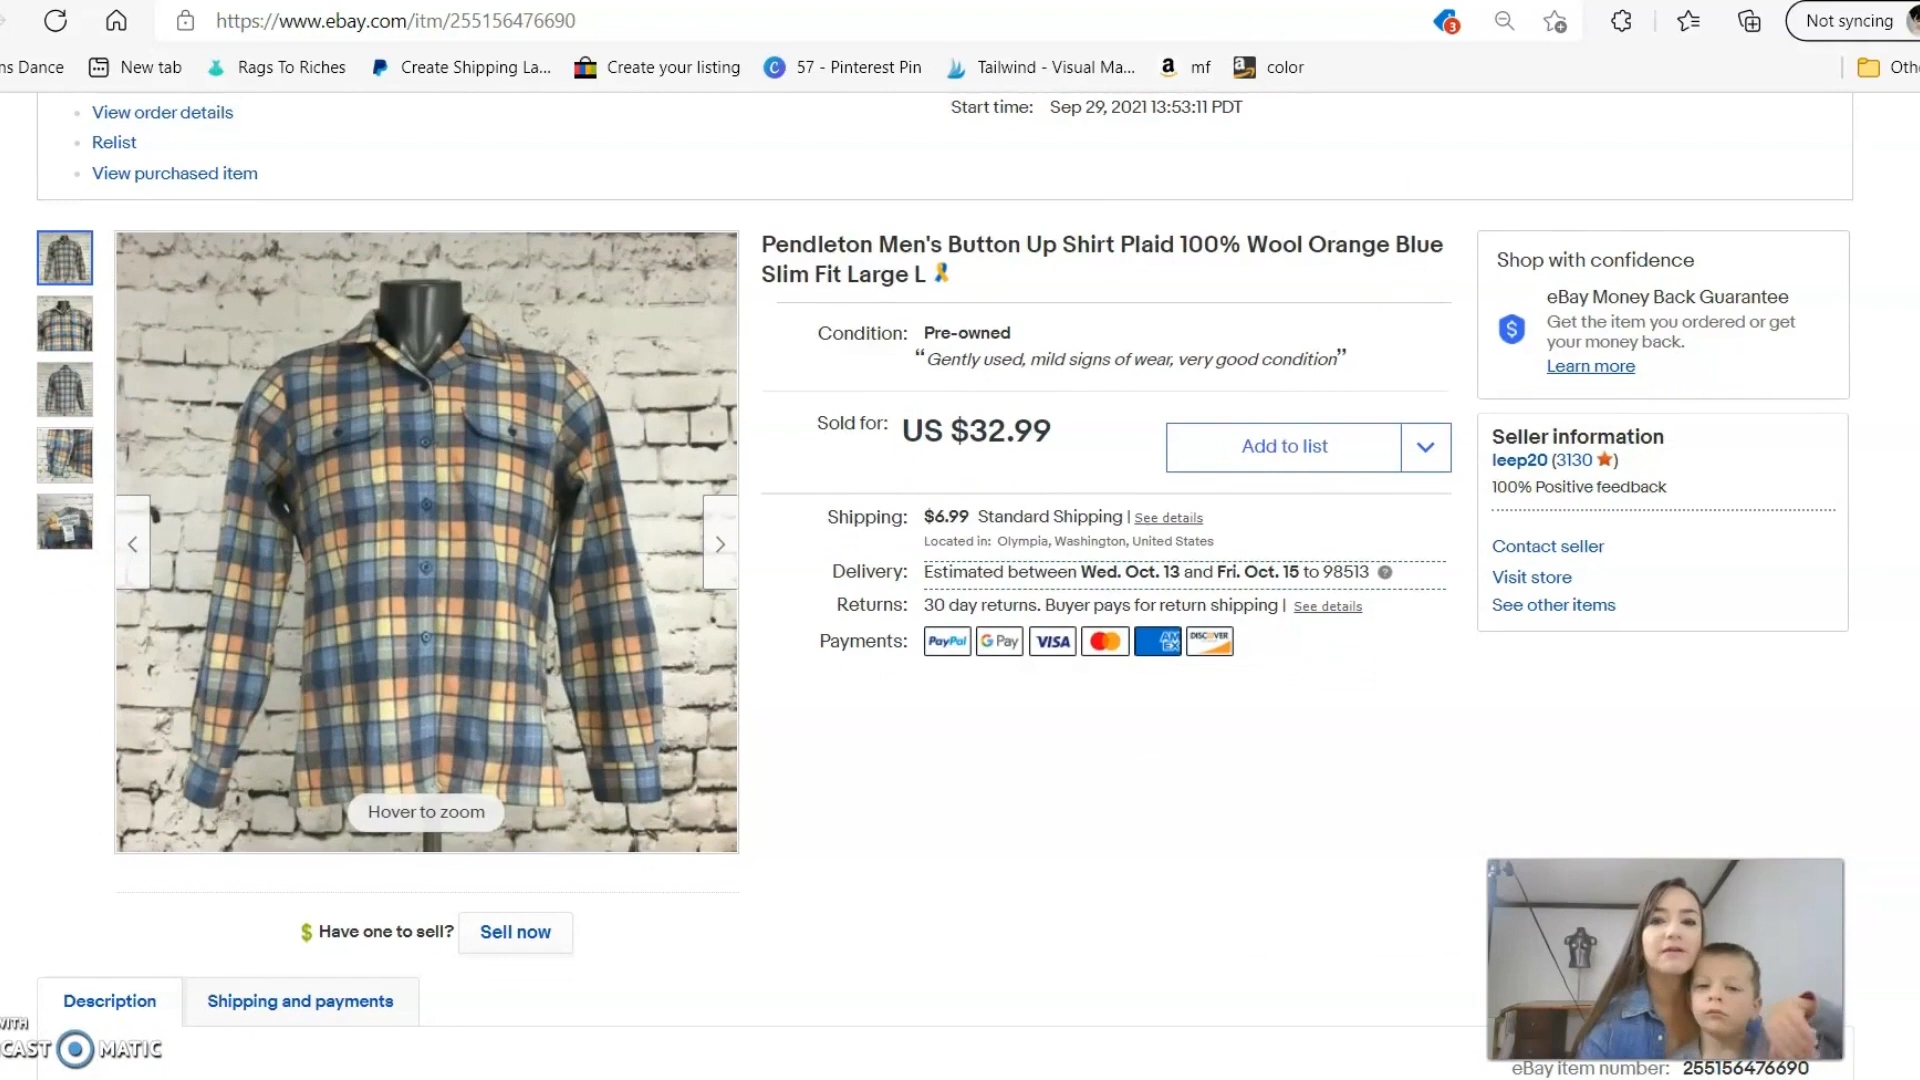 https://www.ebay.com/itm/255156476690
3
Not syncing
ns Dance
New tab
Rags To Riches
Create Shipping La...
Create your listing
57 - Pinterest Pin
Tailwind - Visual Ma...
mf
color
Oth
View order details
Relist
View purchased item
Start time: Sep 29, 2021 13:53:11 PDT
Pendleton Men's Button Up Shirt Plaid 100% Wool Orange Blue
Slim Fit Large L
Condition: Pre-owned
“Gently used, mild signs of wear, very good condition”
Sold for: US $32.99
Add to list
Shipping: $6.99 Standard Shipping | See details
Located in: Olympia, Washington, United States
Delivery: Estimated between Wed. Oct. 13 and Fri. Oct. 15 to 98513
Returns: 30 day returns. Buyer pays for return shipping | See details
Payments: PayPal G Pay VISA AM EX DISCOVER
Shop with confidence
eBay Money Back Guarantee
Get the item you ordered or get
your money back.
Learn more
Seller information
leep20 (3130)
100% Positive feedback
Contact seller
Visit store
See other items
Hover to zoom
Have one to sell? Sell now
Description
Shipping and payments
WITH
CAST MATIC
eBay item number: 255156476690